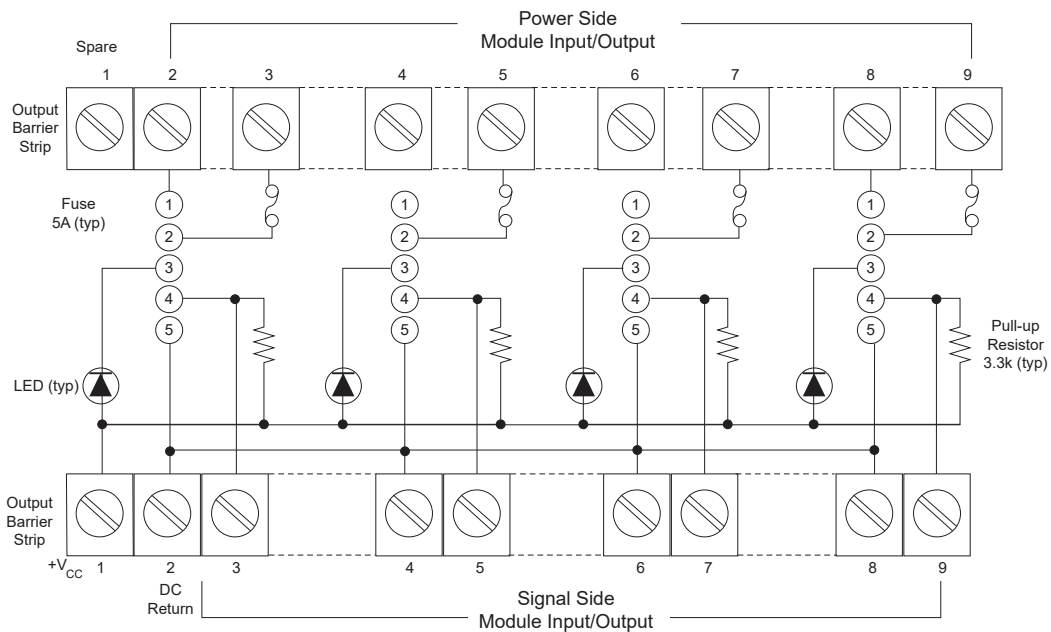 Power Side
Module Input/Output
Spare
1 2 3 4 5 6 7 8 9
Output
Barrier
Strip
Fuse
5A (typ)
1 1 1 1
2 2 2 2
3 3 3 3
4 4 4 4
5 5 5 5
Pull-up
Resistor
3.3k (typ)
LED (typ)
Output
Barrier
Strip
+VCC 1 2 3 4 5 6 7 8 9
DC
Return
Signal Side
Module Input/Output